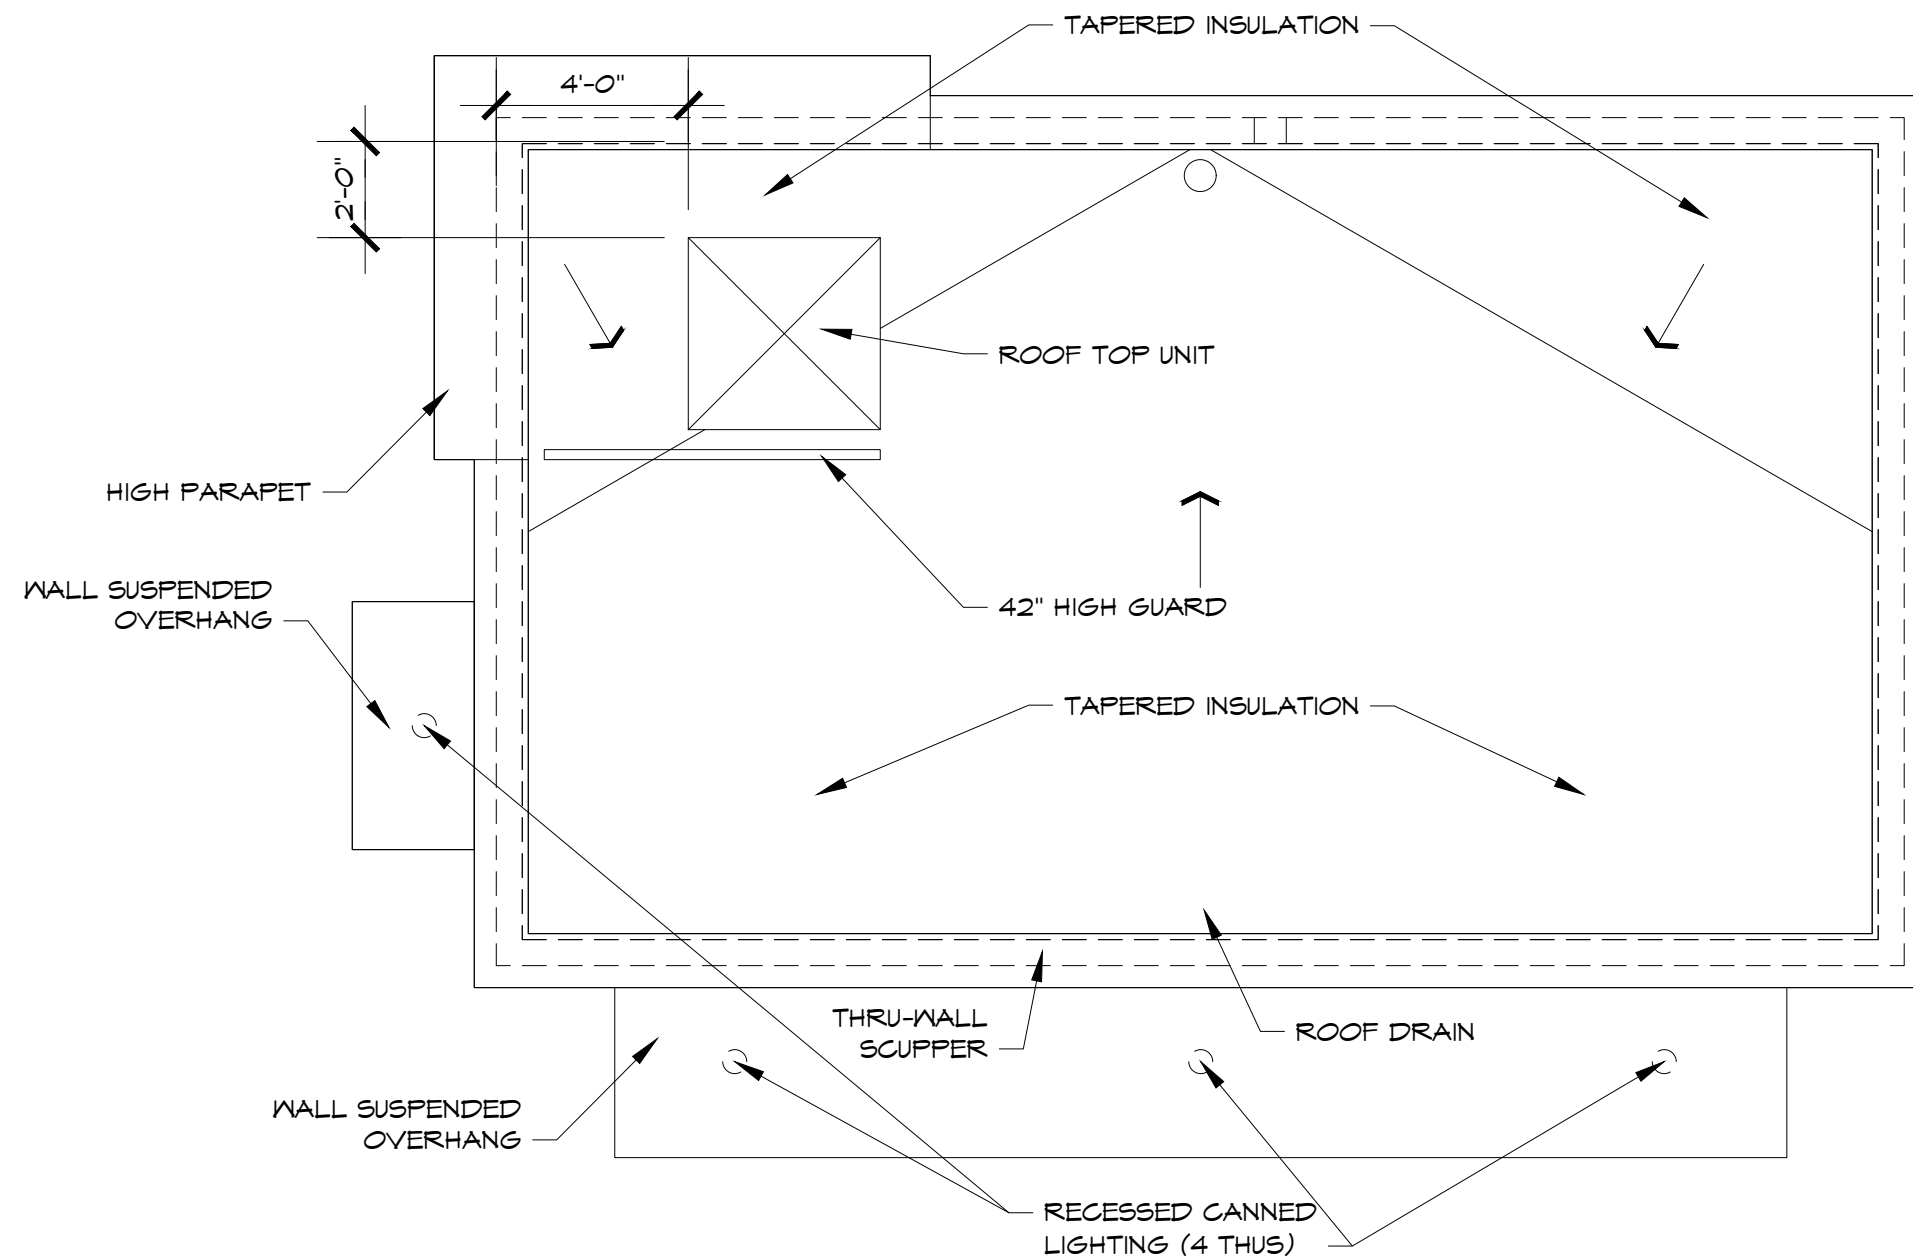 TAPERED INSULATION
4'-0"
2'-0"
ROOF TOP UNIT
HIGH PARAPET
WALL SUSPENDED
OVERHANG
42" HIGH GUARD
TAPERED INSULATION
THRU-WALL
SCUPPER
ROOF DRAIN
WALL SUSPENDED
OVERHANG
RECESSED CANNED
LIGHTING (4 THUS)